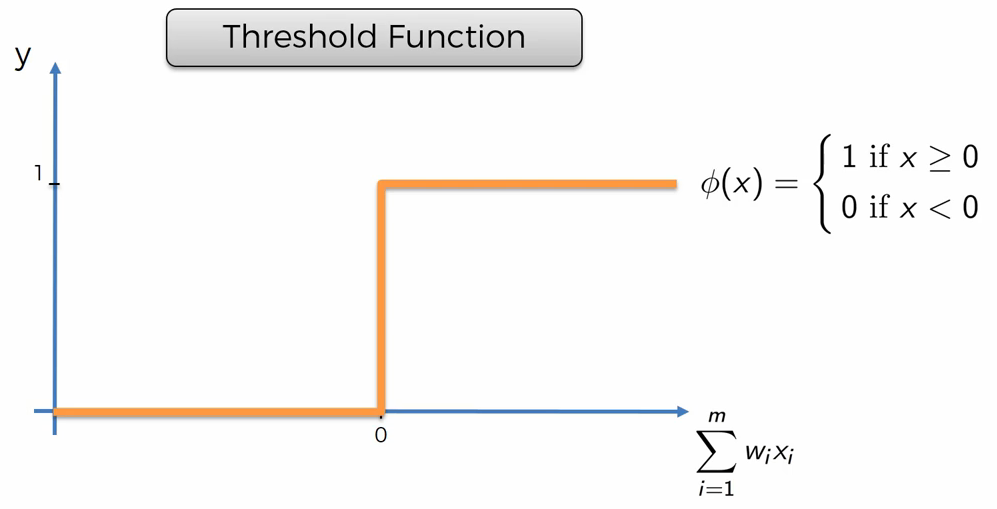 Threshold Function
y
1
ϕ(x) = { 1 if x ≥ 0
0 if x < 0
0
m
∑ wᵢxᵢ
i=1